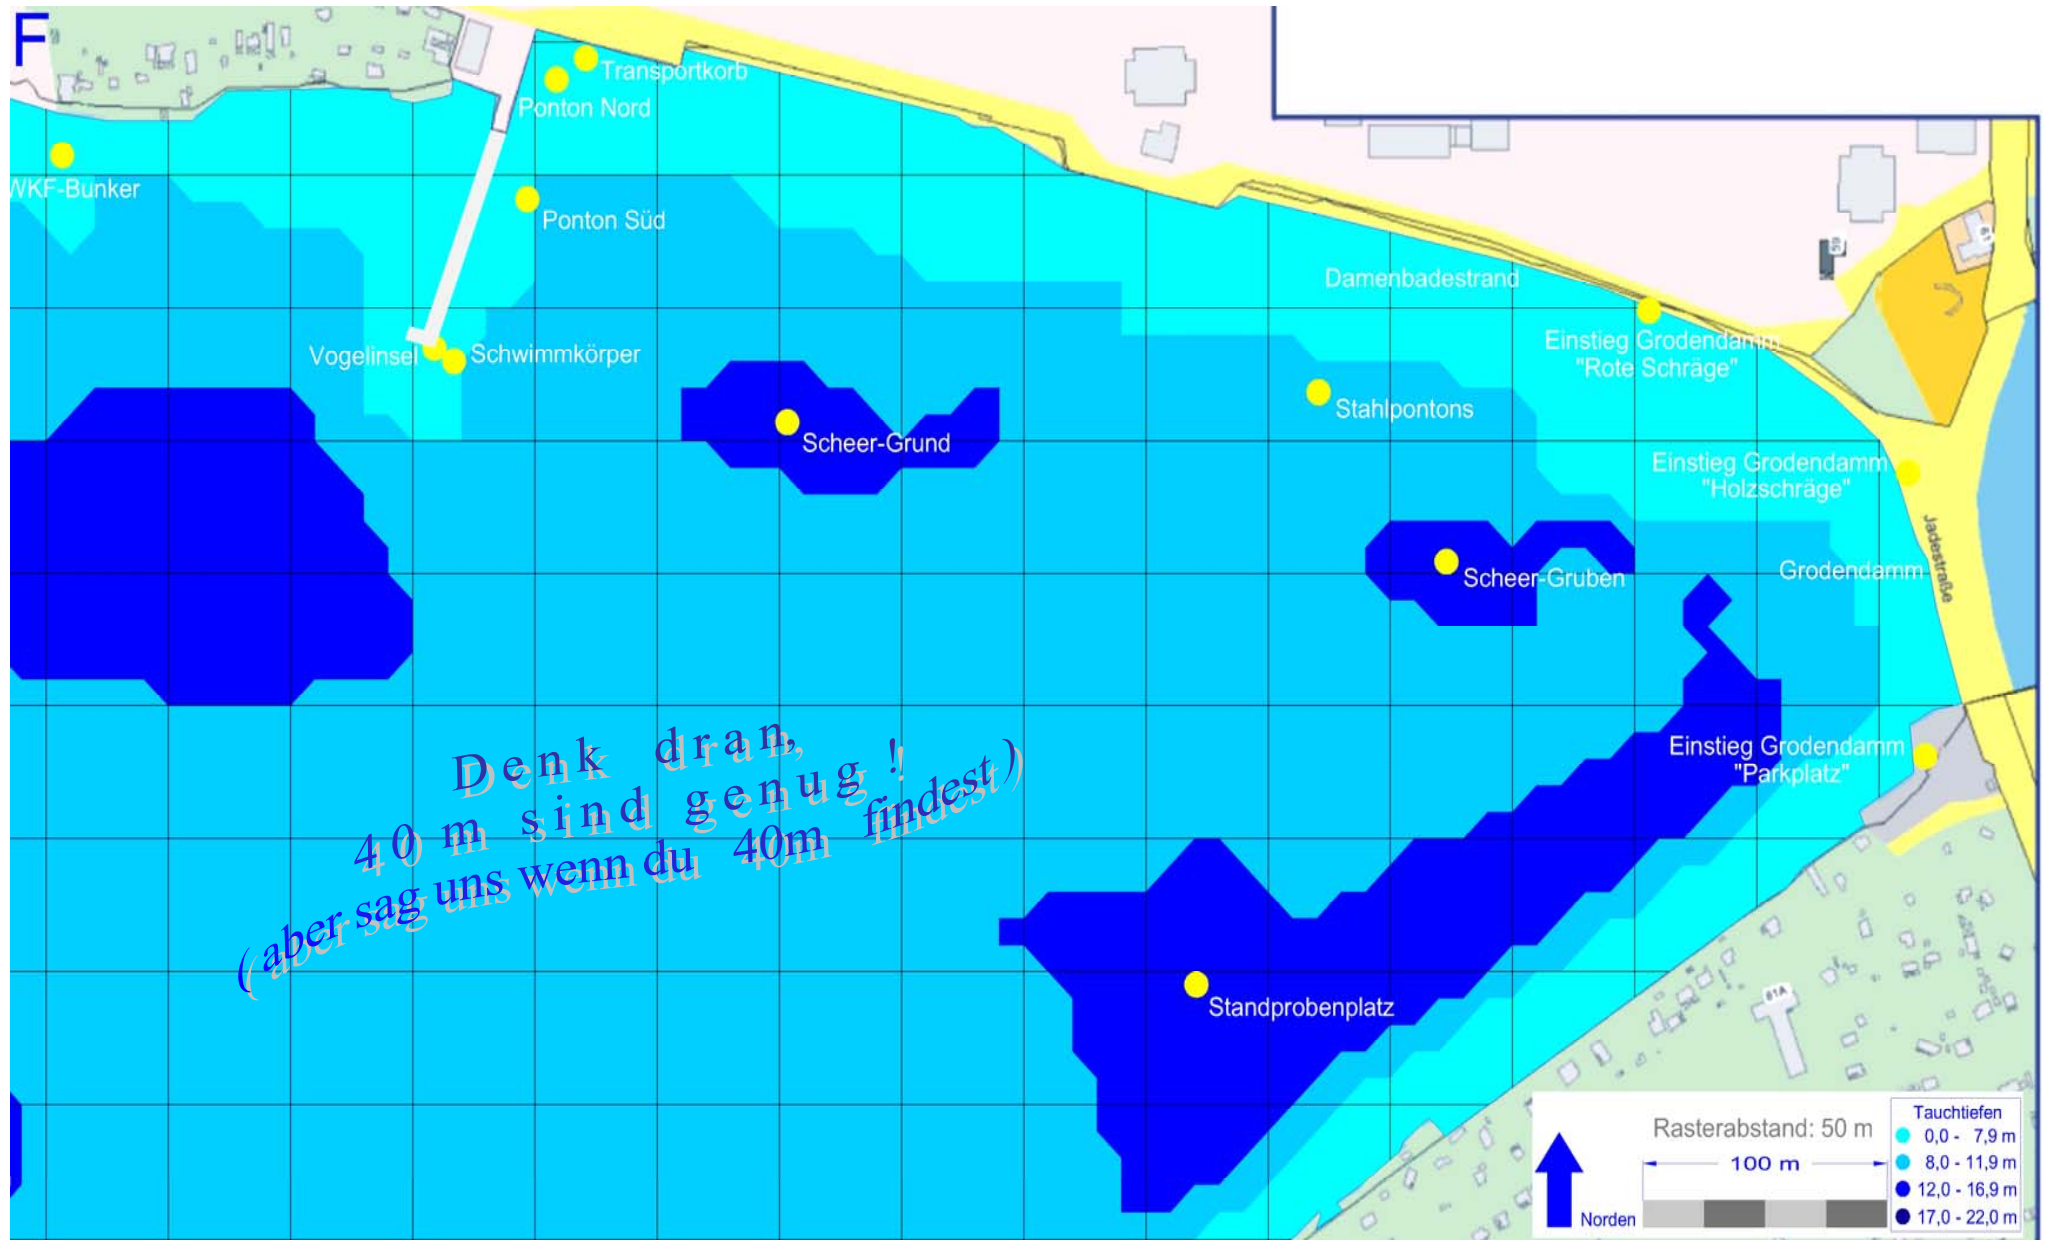 F
Transportkorb
Ponton Nord
WKF-Bunker
Ponton Süd
59
61
Damenbadestrand
Vogelinsel
Schwimmkörper
Einstieg Grodendamm
"Rote Schräge"
Stahlpontons
Scheer-Grund
Einstieg Grodendamm
"Holzschräge"
Jadestraße
Scheer-Gruben
Grodendamm
Denk dran,
40 m sind genug !
( aber sag uns wenn du 40m findest )
Einstieg Grodendamm
"Parkplatz"
Standprobenplatz
61A
Norden
Rasterabstand: 50 m
100 m
Tauchtiefen
0,0 - 7,9 m
8,0 - 11,9 m
12,0 - 16,9 m
17,0 - 22,0 m